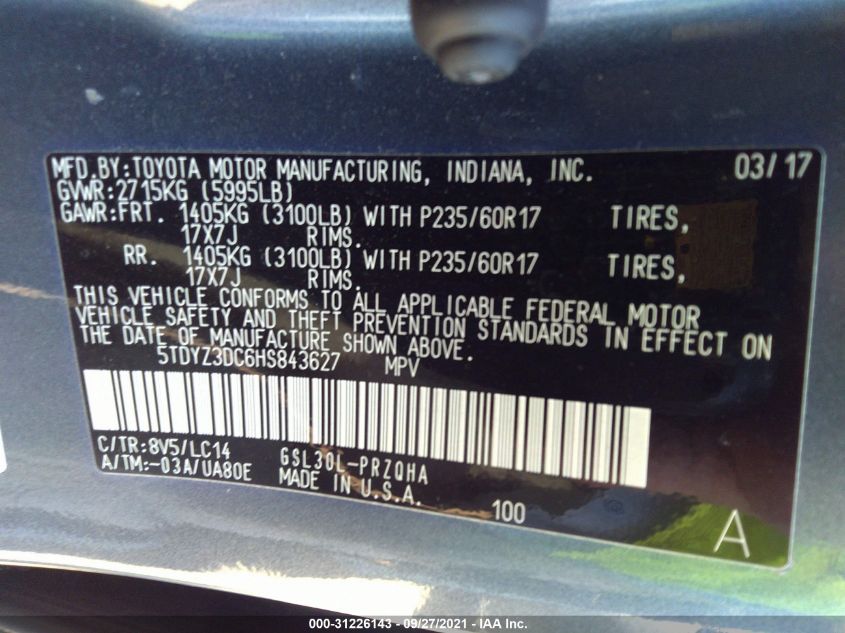 MFD.BY:TOYOTA MOTOR MANUFACTURING, INDIANA, INC. 03/17
GVWR:2715KG (5995LB)
GAWR:FRT. 1405KG (3100LB) WITH P235/60R17 TIRES,
17X7J RIMS.
RR. 1405KG (3100LB) WITH P235/60R17 TIRES,
17X7J RIMS.
THIS VEHICLE CONFORMS TO ALL APPLICABLE FEDERAL MOTOR
VEHICLE SAFETY AND THEFT PREVENTION STANDARDS IN EFFECT ON
THE DATE OF MANUFACTURE SHOWN ABOVE.
5TDYZ3DC6HS843627 MPV
C/TR:8V5/LC14 GSL30L-PRZQHA
A/TM:-03A/UA80E MADE IN U.S.A.
100
A
000-31226143 - 09/27/2021 - IAA Inc.